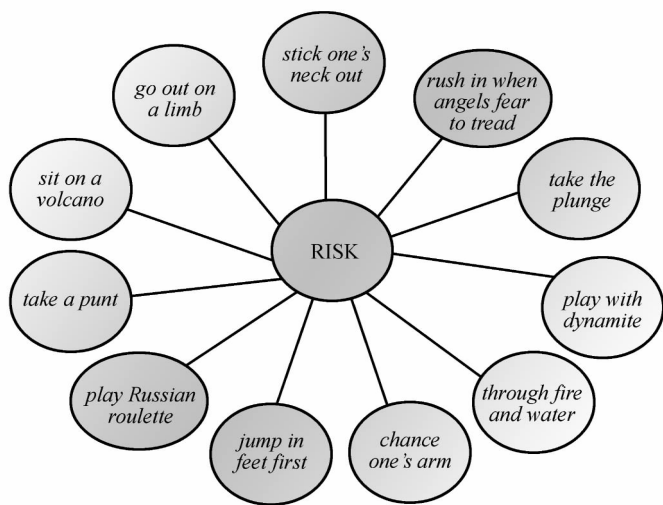 stick one's
neck out
rush in when
angels fear
to tread
take the
plunge
play with
dynamite
through fire
and water
chance
one's arm
jump in
feet first
play Russian
roulette
take a punt
sit on a
volcano
go out on
a limb
RISK